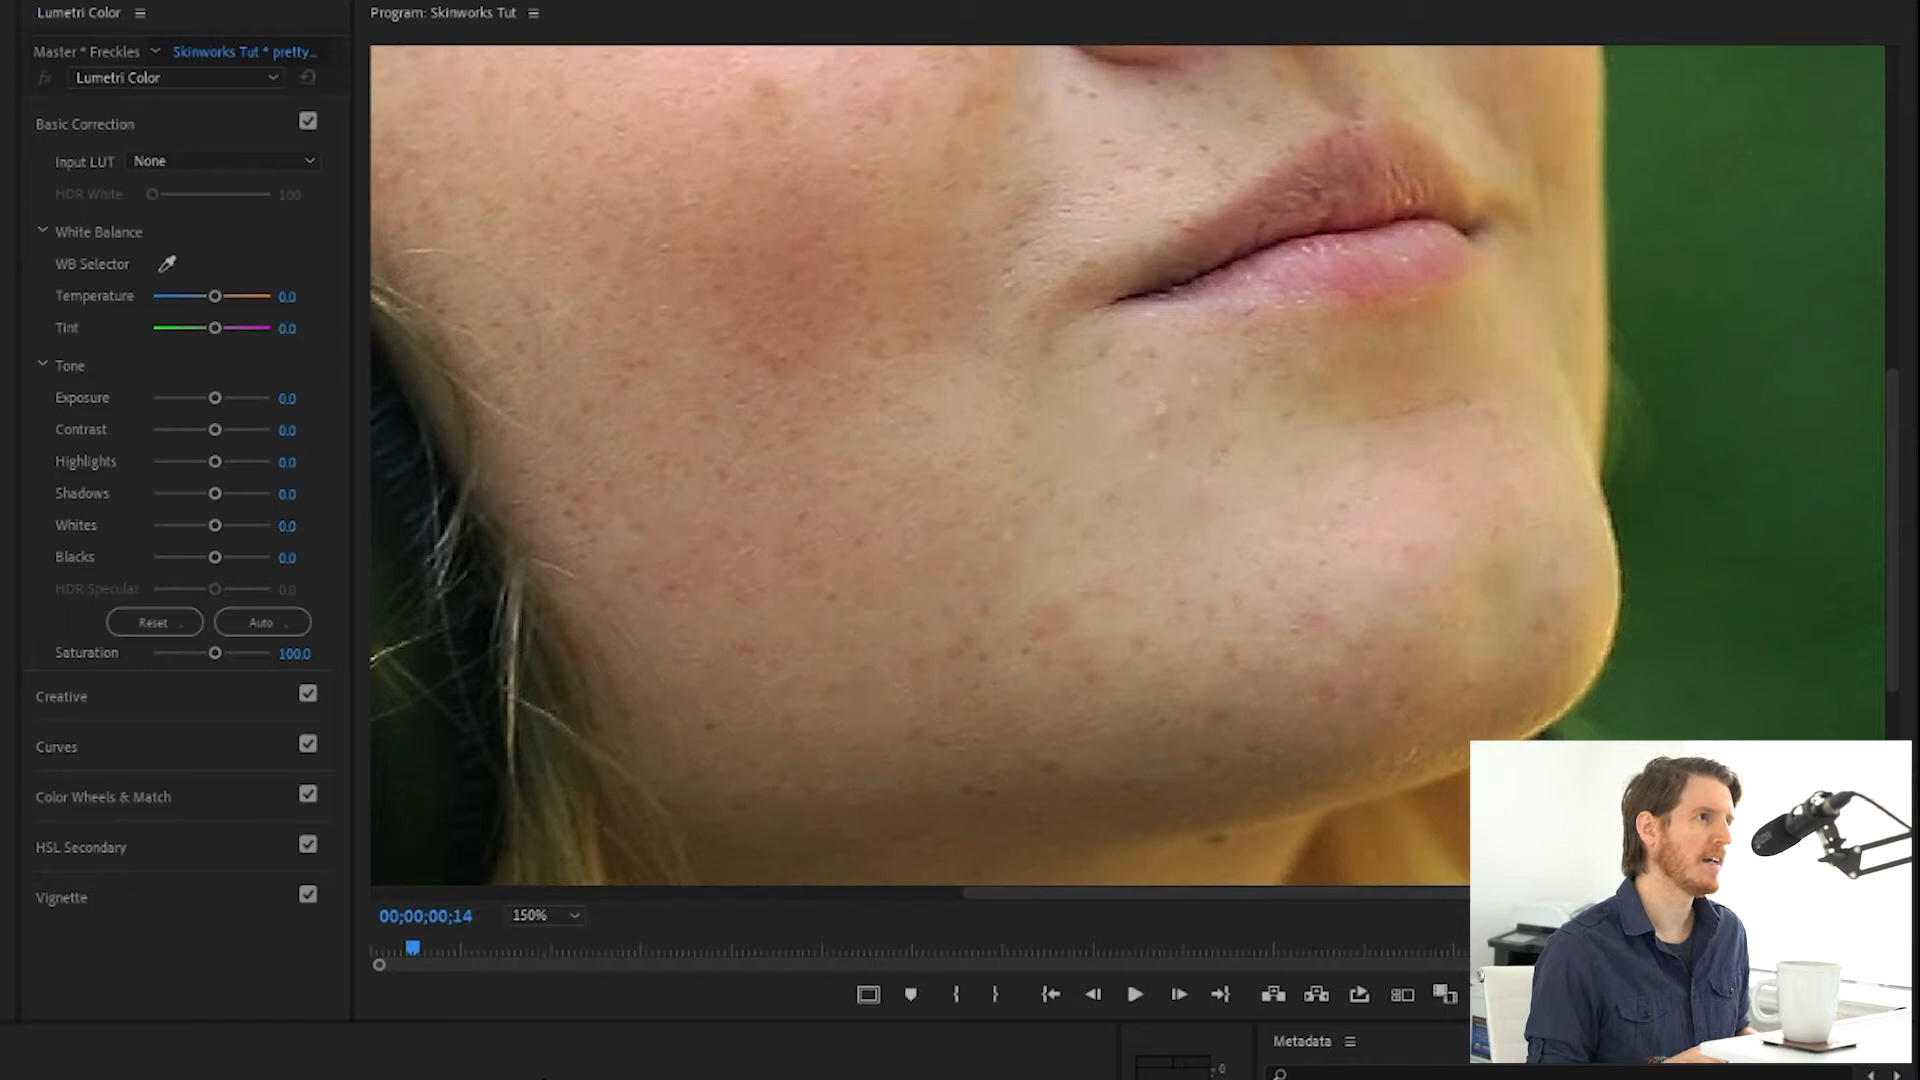 Lumetri Color
Program: Skinworks Tut
Master * Freckles
Skinworks Tut * pretty...
fx
Lumetri Color
Basic Correction
Input LUT
None
HDR White
100
White Balance
WB Selector
Temperature
0.0
Tint
0.0
Tone
Exposure
0.0
Contrast
0.0
Highlights
0.0
Shadows
0.0
Whites
0.0
Blacks
0.0
HDR Specular
0.0
Reset
Auto
Saturation
100.0
Creative
Curves
Color Wheels & Match
HSL Secondary
Vignette
00;00;00;14
150%
Metadata
0